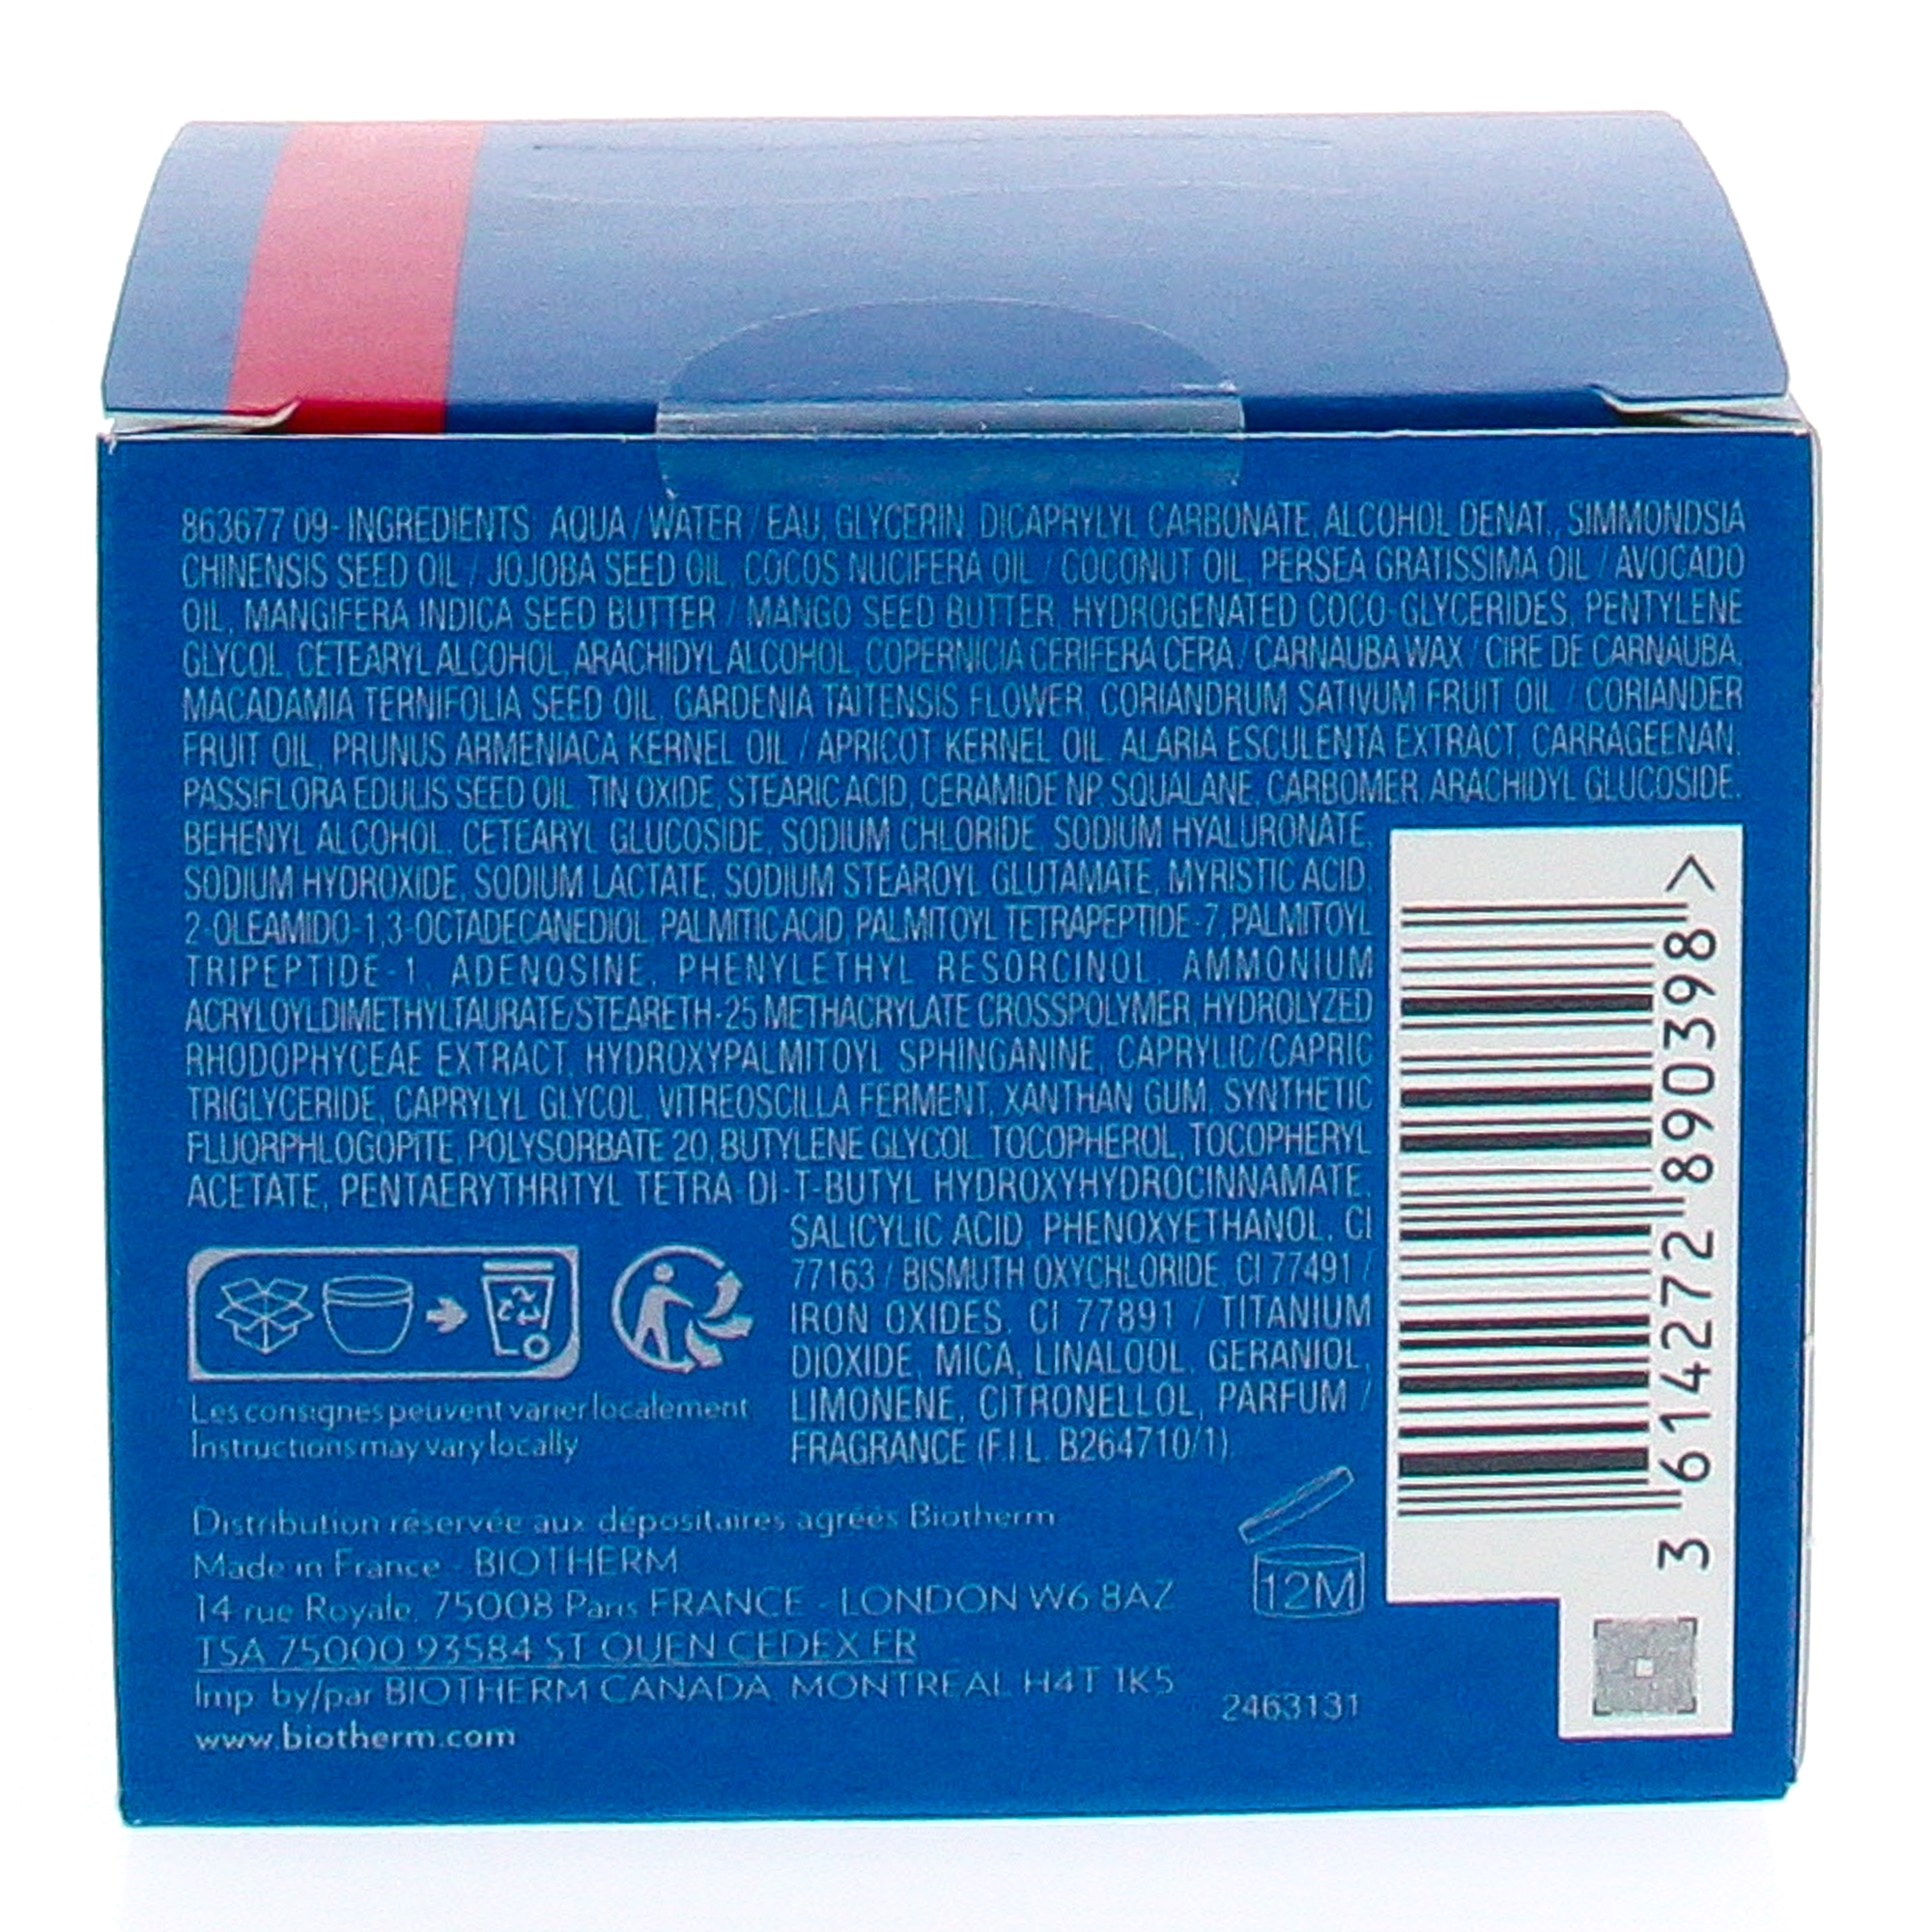 863677 09 - INGREDIENTS: AQUA / WATER / EAU, GLYCERIN, DICAPRYLYL CARBONATE, ALCOHOL DENAT., SIMMONDSIA
CHINENSIS SEED OIL / JOJOBA SEED OIL, COCOS NUCIFERA OIL / COCONUT OIL, PERSEA GRATISSIMA OIL / AVOCADO
OIL, MANGIFERA INDICA SEED BUTTER / MANGO SEED BUTTER, HYDROGENATED COCO-GLYCERIDES, PENTYLENE
GLYCOL, CETEARYL ALCOHOL, ARACHIDYL ALCOHOL, COPERNICIA CERIFERA CERA / CARNAUBA WAX / CIRE DE CARNAUBA,
MACADAMIA TERNIFOLIA SEED OIL, GARDENIA TAITENSIS FLOWER, CORIANDRUM SATIVUM FRUIT OIL / CORIANDER
FRUIT OIL, PRUNUS ARMENIACA KERNEL OIL / APRICOT KERNEL OIL, ALARIA ESCULENTA EXTRACT, CARRAGEENAN,
PASSIFLORA EDULIS SEED OIL, TIN OXIDE, STEARIC ACID, CERAMIDE NP, SQUALANE, CARBOMER, ARACHIDYL GLUCOSIDE,
BEHENYL ALCOHOL, CETEARYL GLUCOSIDE, SODIUM CHLORIDE, SODIUM HYALURONATE,
SODIUM HYDROXIDE, SODIUM LACTATE, SODIUM STEAROYL GLUTAMATE, MYRISTIC ACID,
2-OLEAMIDO-1,3-OCTADECANEDIOL, PALMITIC ACID, PALMITOYL TETRAPEPTIDE-7, PALMITOYL
TRIPEPTIDE-1, ADENOSINE, PHENYLETHYL RESORCINOL, AMMONIUM
ACRYLOYLDIMETHYLTAURATE/STEARETH-25 METHACRYLATE CROSSPOLYMER, HYDROLYZED
RHODOPHYCEAE EXTRACT, HYDROXYPALMITOYL SPHINGANINE, CAPRYLIC/CAPRIC
TRIGLYCERIDE, CAPRYLYL GLYCOL, VITREOSCILLA FERMENT, XANTHAN GUM, SYNTHETIC
FLUORPHLOGOPITE, POLYSORBATE 20, BUTYLENE GLYCOL, TOCOPHEROL, TOCOPHERYL
ACETATE, PENTAERYTHRITYL TETRA-DI-T-BUTYL HYDROXYHYDROCINNAMATE,
SALICYLIC ACID, PHENOXYETHANOL, CI
77163 / BISMUTH OXYCHLORIDE, CI 77491 /
IRON OXIDES, CI 77891 / TITANIUM
DIOXIDE, MICA, LINALOOL, GERANIOL,
LIMONENE, CITRONELLOL, PARFUM /
FRAGRANCE (F.I.L. B264710/1).
Les consignes peuvent varier localement
Instructions may vary locally
Distribution réservée aux dépositaires agréés Biotherm
Made in France - BIOTHERM
14 rue Royale, 75008 Paris FRANCE - LONDON W6 8AZ
TSA 75000 93584 ST OUEN CEDEX FR
Imp. by/par BIOTHERM CANADA, MONTREAL H4T 1K5
www.biotherm.com
12M
2463131
3 614272 890398 >